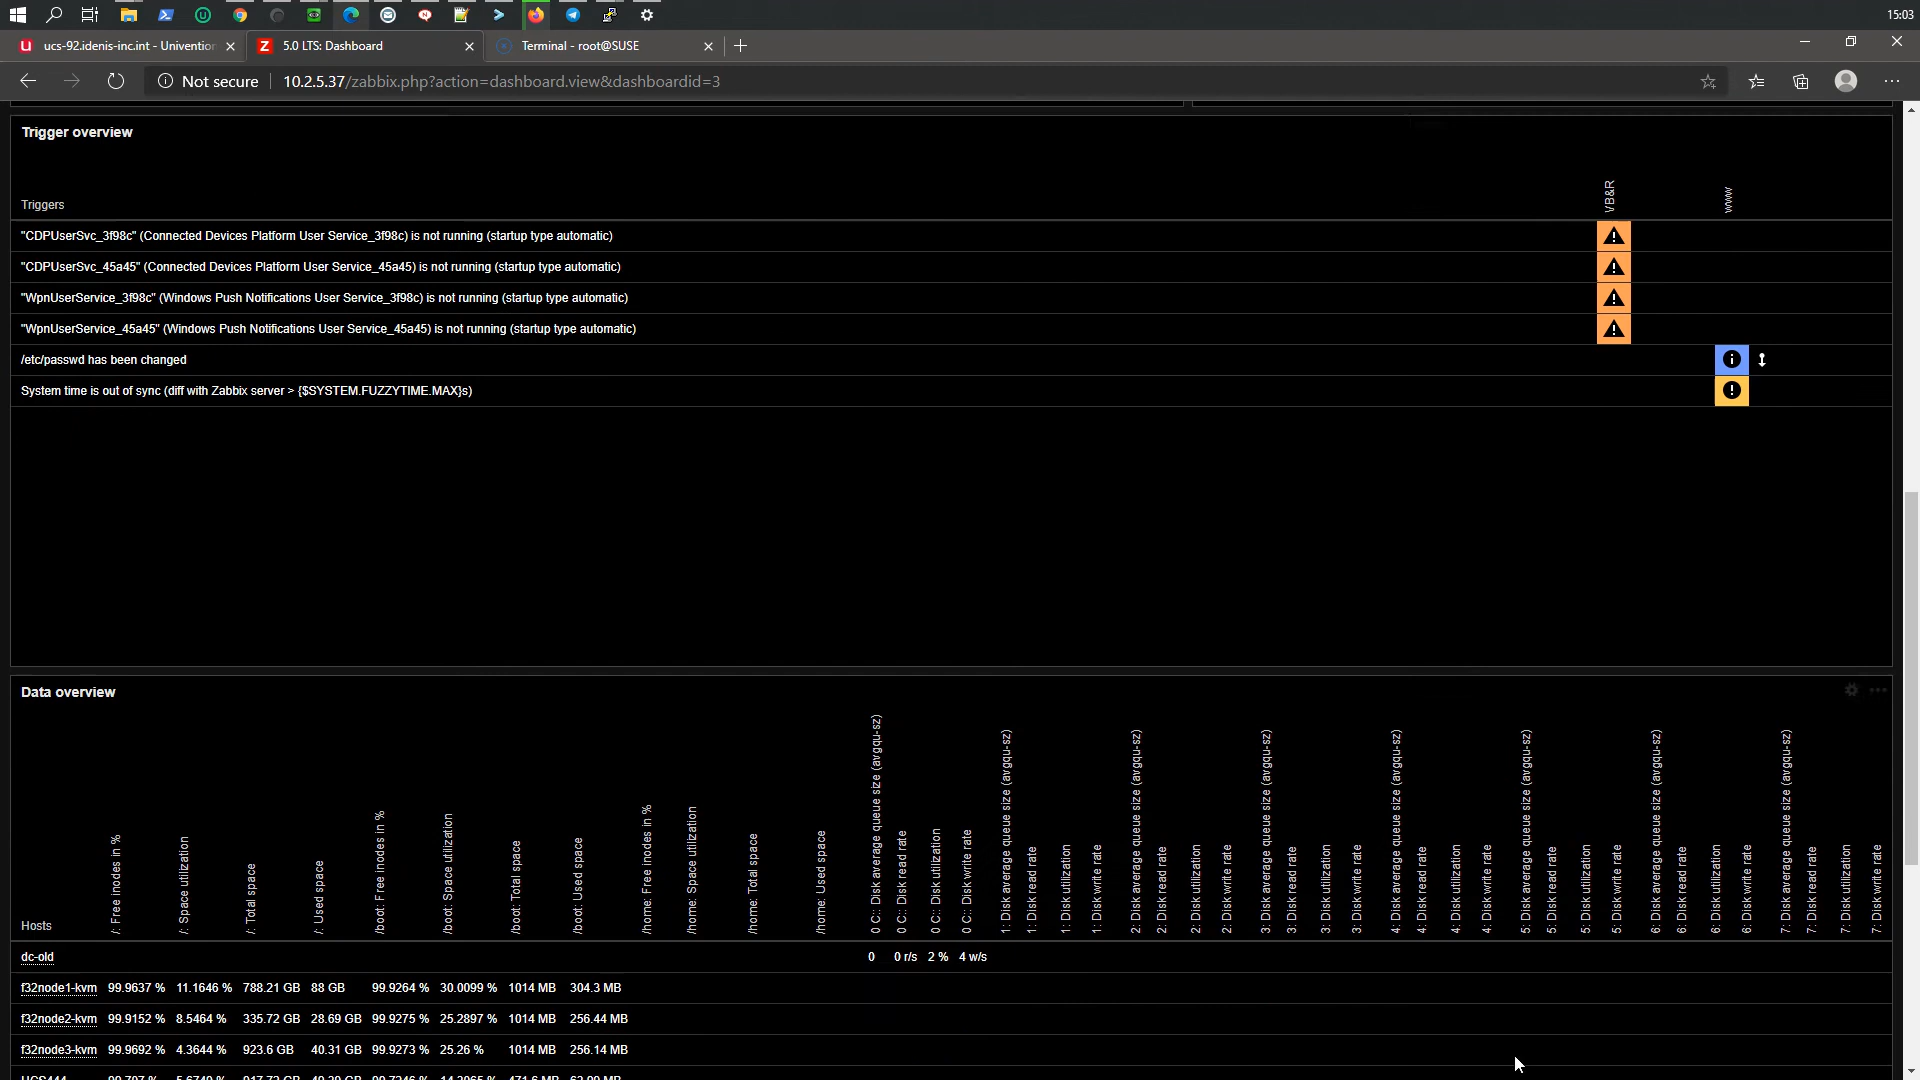 15:03
ucs-92.idenis-inc.int - Univention
5.0 LTS: Dashboard
Terminal - root@SUSE
Not secure
10.2.5.37/zabbix.php?action=dashboard.view&dashboardid=3
Trigger overview
Triggers
VB&R
www
"CDPUserSvc_3f98c" (Connected Devices Platform User Service_3f98c) is not running (startup type automatic)
"CDPUserSvc_45a45" (Connected Devices Platform User Service_45a45) is not running (startup type automatic)
"WpnUserService_3f98c" (Windows Push Notifications User Service_3f98c) is not running (startup type automatic)
"WpnUserService_45a45" (Windows Push Notifications User Service_45a45) is not running (startup type automatic)
/etc/passwd has been changed
System time is out of sync (diff with Zabbix server > {$SYSTEM.FUZZYTIME.MAX}s)
Data overview
Hosts
/: Free inodes in %
/: Space utilization
/: Total space
/: Used space
/boot: Free inodes in %
/boot: Space utilization
/boot: Total space
/boot: Used space
/home: Free inodes in %
/home: Space utilization
/home: Total space
/home: Used space
0 C:: Disk average queue size (avgqu-sz)
0 C:: Disk read rate
0 C:: Disk utilization
0 C:: Disk write rate
1: Disk average queue size (avgqu-sz)
1: Disk read rate
1: Disk utilization
1: Disk write rate
2: Disk average queue size (avgqu-sz)
2: Disk read rate
2: Disk utilization
2: Disk write rate
3: Disk average queue size (avgqu-sz)
3: Disk read rate
3: Disk utilization
3: Disk write rate
4: Disk average queue size (avgqu-sz)
4: Disk read rate
4: Disk utilization
4: Disk write rate
5: Disk average queue size (avgqu-sz)
5: Disk read rate
5: Disk utilization
5: Disk write rate
6: Disk average queue size (avgqu-sz)
6: Disk read rate
6: Disk utilization
6: Disk write rate
7: Disk average queue size (avgqu-sz)
7: Disk read rate
7: Disk utilization
7: Disk write rate
dc-old 0 0 r/s 2 % 4 w/s
f32node1-kvm 99.9637 % 11.1646 % 788.21 GB 88 GB 99.9264 % 30.0099 % 1014 MB 304.3 MB
f32node2-kvm 99.9152 % 8.5464 % 335.72 GB 28.69 GB 99.9275 % 25.2897 % 1014 MB 256.44 MB
f32node3-kvm 99.9692 % 4.3644 % 923.6 GB 40.31 GB 99.9273 % 25.26 % 1014 MB 256.14 MB